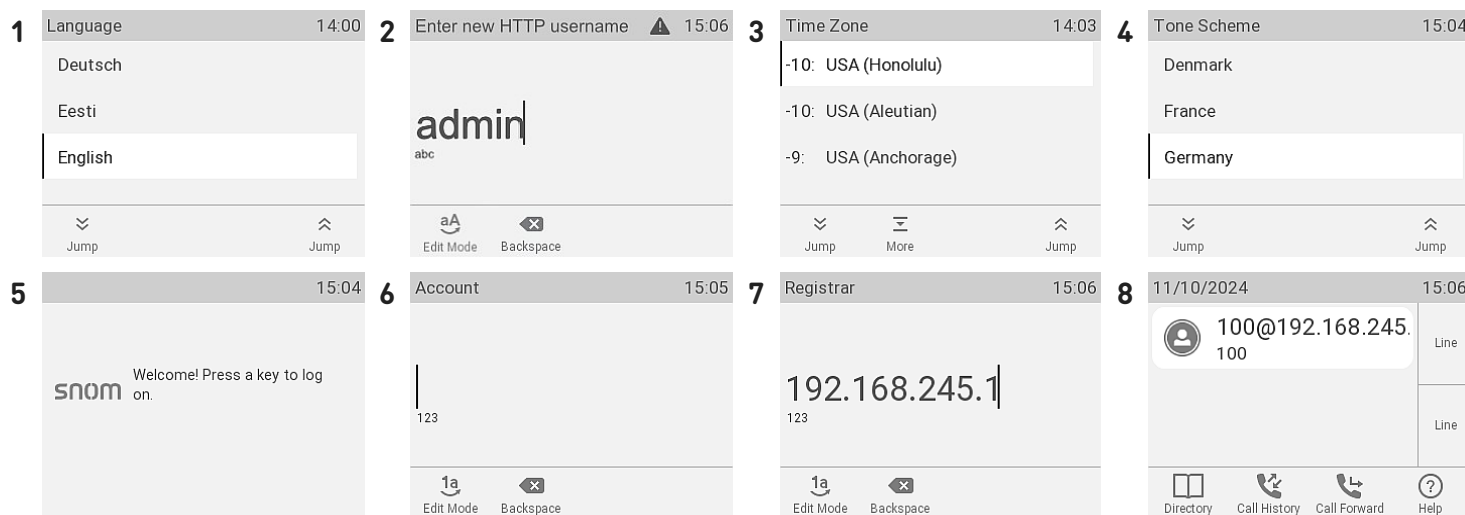 1
Language 14:00
Deutsch
Eesti
English
Jump Jump
2
Enter new HTTP username 15:06
admin
abc
aA
Edit Mode Backspace
3
Time Zone 14:03
-10: USA (Honolulu)
-10: USA (Aleutian)
-9: USA (Anchorage)
Jump More Jump
4
Tone Scheme 15:04
Denmark
France
Germany
Jump Jump
5
15:04
snom
Welcome! Press a key to log
on.
6
Account 15:05
123
1a
Edit Mode Backspace
7
Registrar 15:06
192.168.245.1
123
1a
Edit Mode Backspace
8
11/10/2024 15:06
100@192.168.245.
100
Line
Line
Directory Call History Call Forward Help